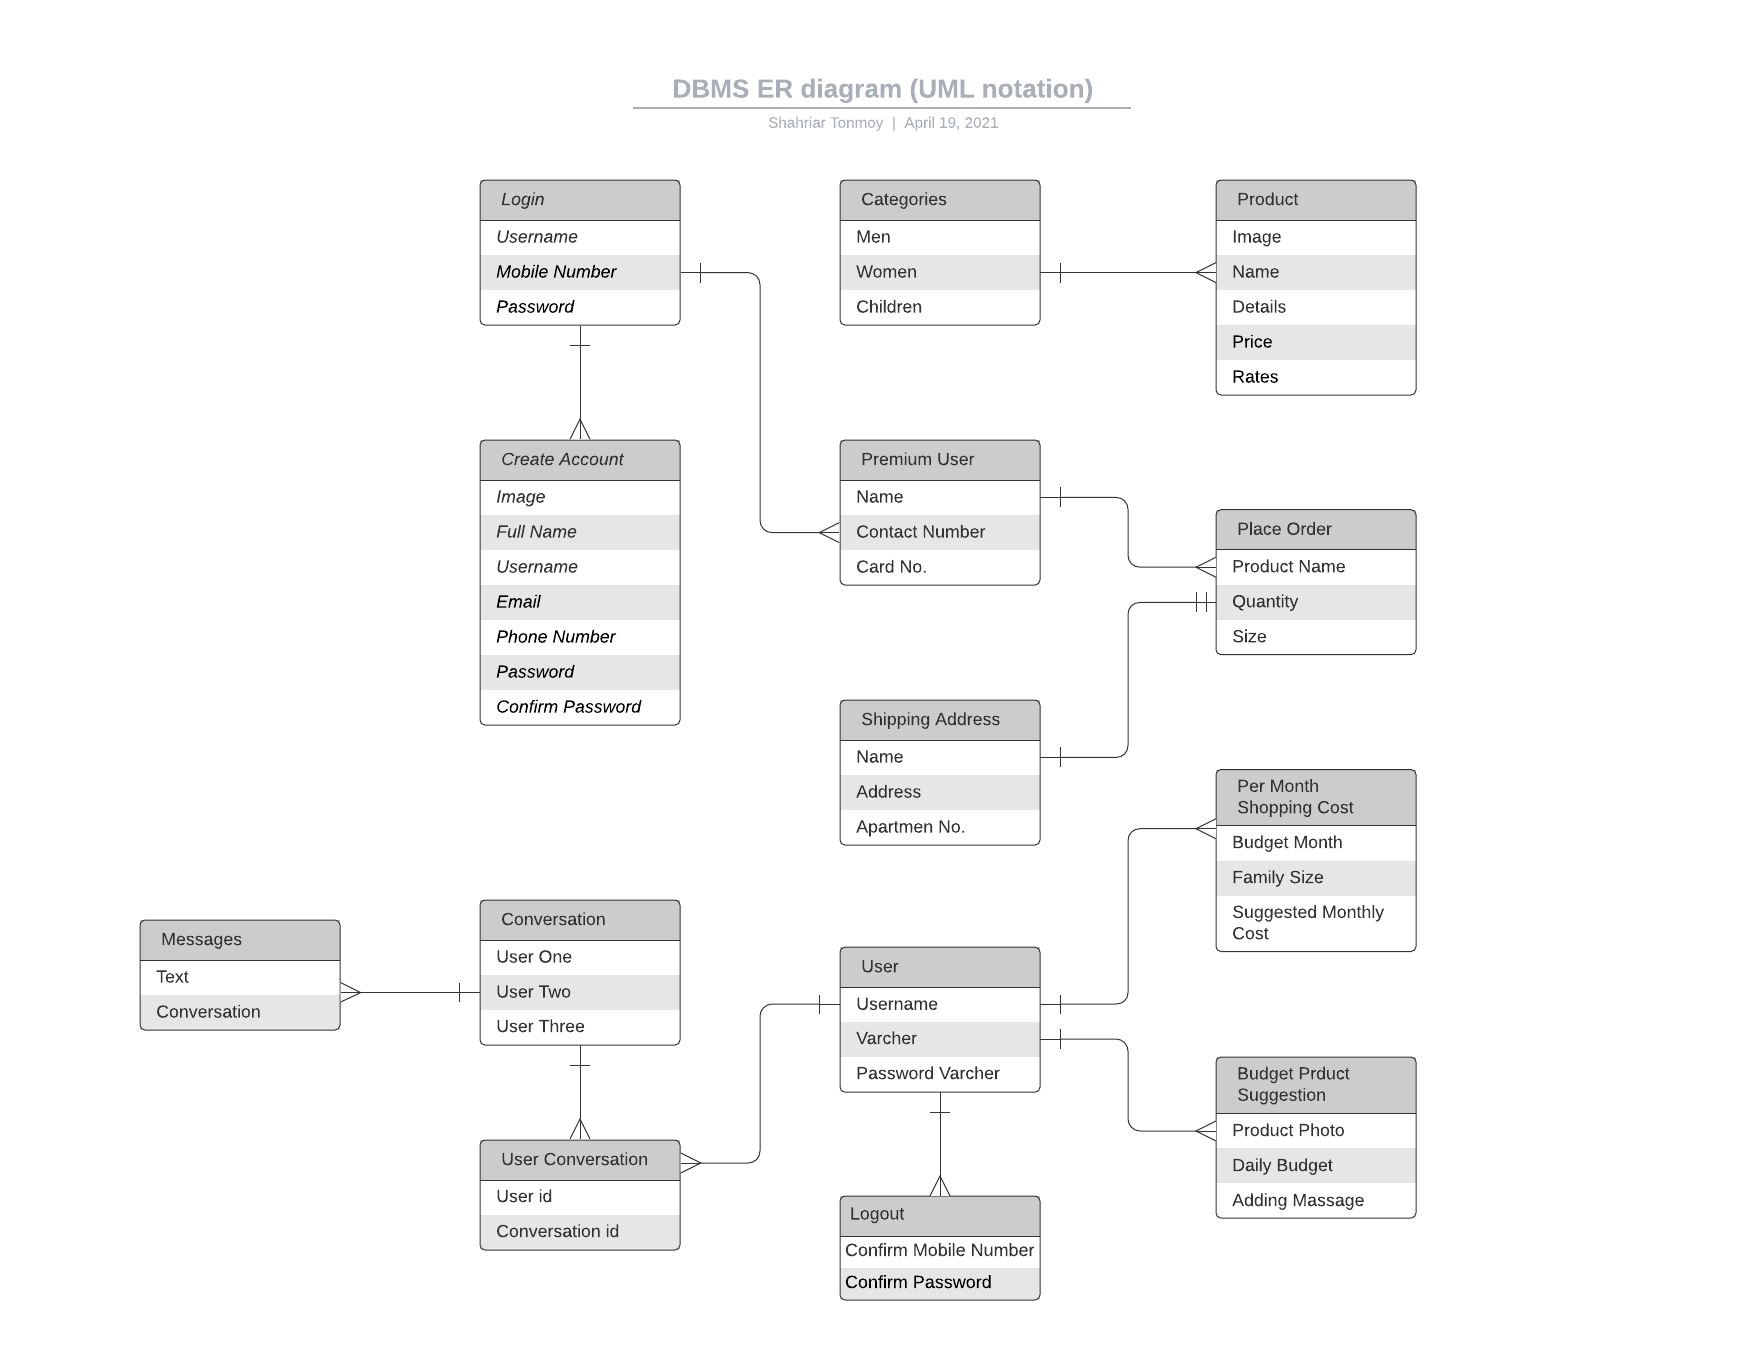 DBMS ER diagram (UML notation)
Shahriar Tonmoy | April 19, 2021
Login
Username
Mobile Number
Password
Categories
Men
Women
Children
Product
Image
Name
Details
Price
Rates
Create Account
Image
Full Name
Username
Email
Phone Number
Password
Confirm Password
Premium User
Name
Contact Number
Card No.
Place Order
Product Name
Quantity
Size
Shipping Address
Name
Address
Apartmen No.
Per Month
Shopping Cost
Budget Month
Family Size
Suggested Monthly
Cost
Messages
Text
Conversation
Conversation
User One
User Two
User Three
User
Username
Varcher
Password Varcher
Budget Prduct
Suggestion
Product Photo
Daily Budget
Adding Massage
User Conversation
User id
Conversation id
Logout
Confirm Mobile Number
Confirm Password